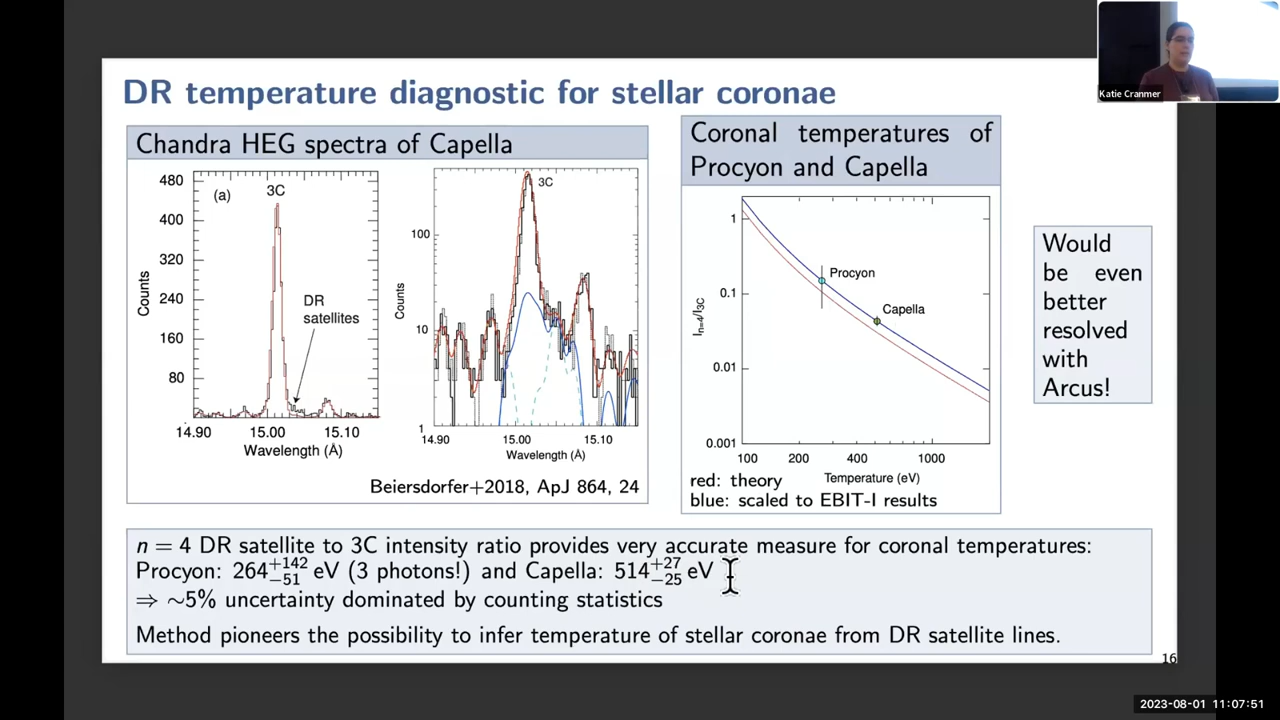 Katie Cranmer
DR temperature diagnostic for stellar coronae
Chandra HEG spectra of Capella
480
400
320
240
160
80
Counts
(a)
3C
DR
satellites
14.90
15.00
15.10
Wavelength (Å)
100
10
1
Counts
3C
14.90
15.00
15.10
Wavelength (Å)
Beiersdorfer+2018, ApJ 864, 24
Coronal temperatures of
Procyon and Capella
1
0.1
0.01
0.001
I_{n=4}/I_{3C}
Procyon
Capella
100
200
400
1000
Temperature (eV)
red: theory
blue: scaled to EBIT-I results
Would
be even
better
resolved
with
Arcus!
n = 4 DR satellite to 3C intensity ratio provides very accurate measure for coronal temperatures:
Procyon: 264^{+142}_{−51} eV (3 photons!) and Capella: 514^{+27}_{−25} eV
⇒ ∼5% uncertainty dominated by counting statistics
Method pioneers the possibility to infer temperature of stellar coronae from DR satellite lines.
16
2023-08-01 11:07:51